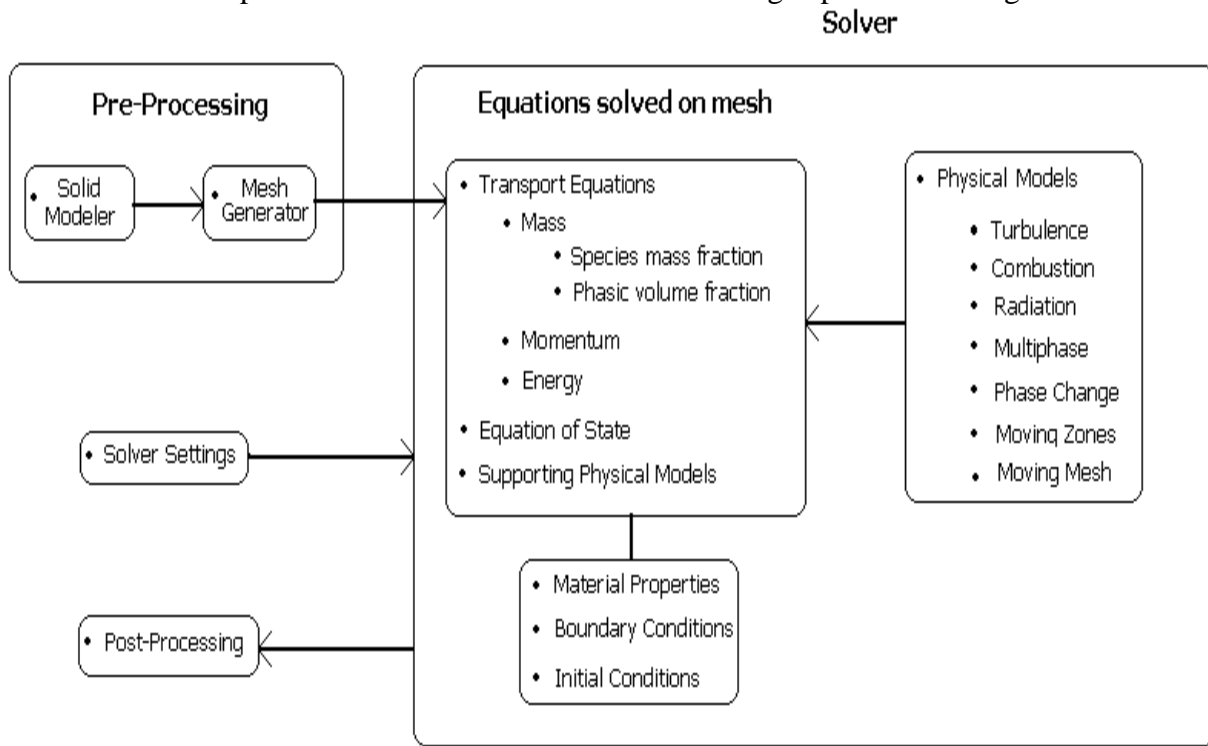 Solver
Pre-Processing
• Solid
Modeler
• Mesh
Generator
Equations solved on mesh
• Transport Equations
• Mass
• Species mass fraction
• Phasic volume fraction
• Momentum
• Energy
• Equation of State
• Supporting Physical Models
• Physical Models
• Turbulence
• Combustion
• Radiation
• Multiphase
• Phase Change
• Moving Zones
• Moving Mesh
• Solver Settings
• Material Properties
• Boundary Conditions
• Initial Conditions
• Post-Processing